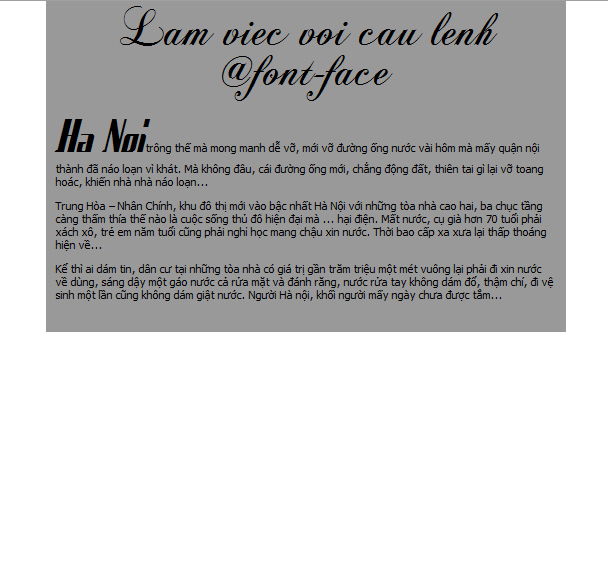 Lam viec voi cau lenh
@font-face
Ha Noi trông thế mà mong manh dễ vỡ, mới vỡ đường ống nước vài hôm mà mấy quận nội
thành đã náo loạn vì khát. Mà không đâu, cái đường ống mới, chẳng động đất, thiên tai gì lại vỡ toang
hoác, khiến nhà nhà náo loạn...
Trung Hòa – Nhân Chính, khu đô thị mới vào bậc nhất Hà Nội với những tòa nhà cao hai, ba chục tầng
càng thấm thía thế nào là cuộc sống thủ đô hiện đại mà ... hại điện. Mất nước, cụ già hơn 70 tuổi phải
xách xô, trẻ em năm tuổi cũng phải nghỉ học mang chậu xin nước. Thời bao cấp xa xưa lại thấp thoáng
hiện về...
Kể thì ai dám tin, dân cư tại những tòa nhà có giá trị gần trăm triệu một mét vuông lại phải đi xin nước
về dùng, sáng dậy một gáo nước cả rửa mặt và đánh răng, nước rửa tay không dám đổ, thậm chí, đi vệ
sinh một lần cũng không dám giật nước. Người Hà nội, khối người mấy ngày chưa được tắm...